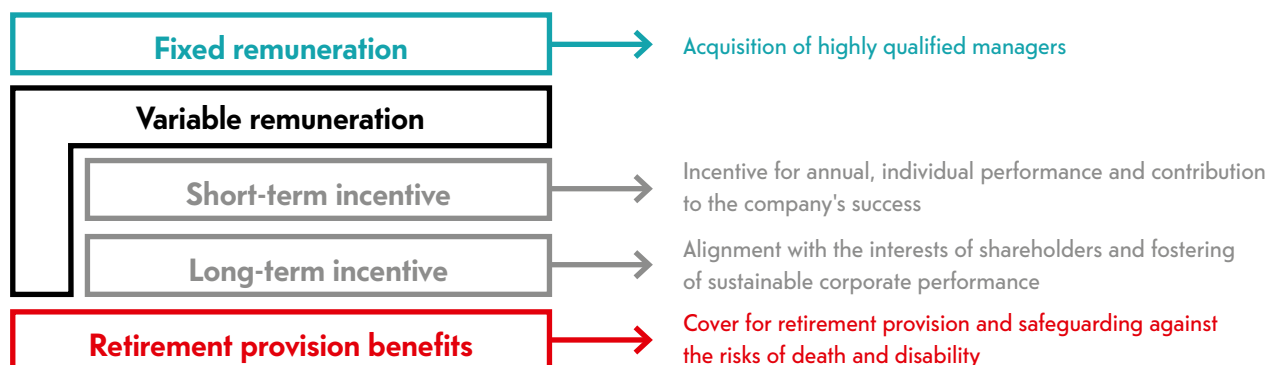 Fixed remuneration
Acquisition of highly qualified managers
Variable remuneration
Short-term incentive
Incentive for annual, individual performance and contribution
to the company's success
Long-term incentive
Alignment with the interests of shareholders and fostering
of sustainable corporate performance
Retirement provision benefits
Cover for retirement provision and safeguarding against
the risks of death and disability